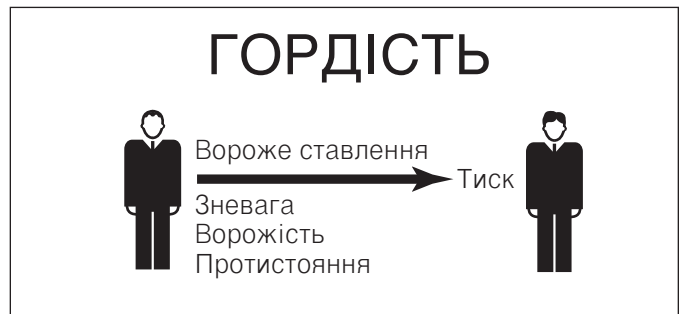 ГОРДІСТЬ
Вороже ставлення
Тиск
Зневага
Ворожість
Протистояння